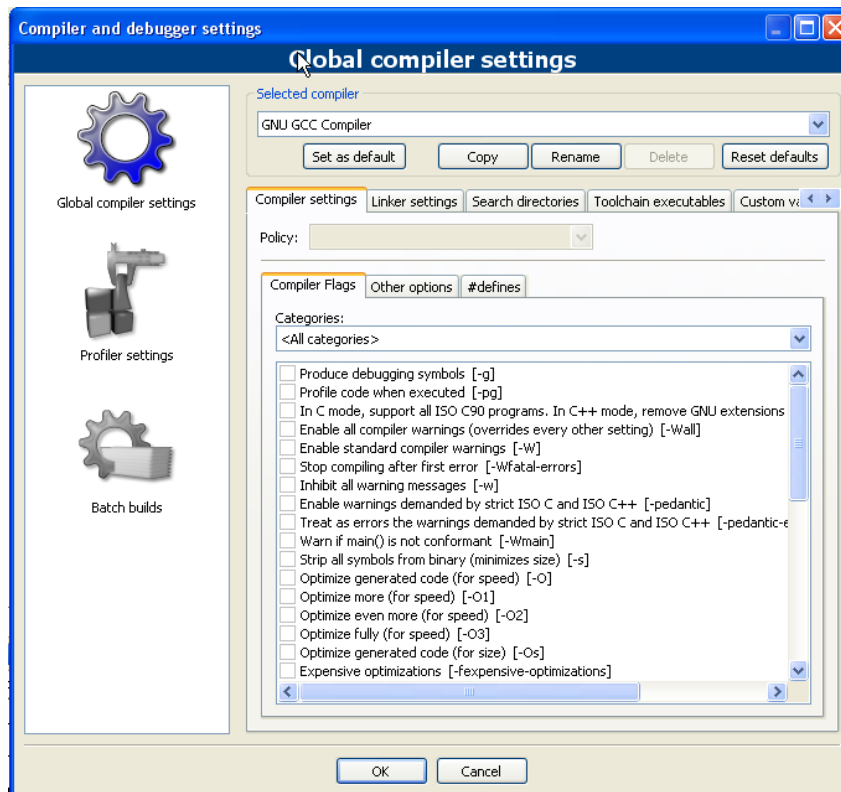 Compiler and debugger settings
Global compiler settings
Global compiler settings
Profiler settings
Batch builds
Selected compiler
GNU GCC Compiler
Set as default Copy Rename Delete Reset defaults
Compiler settings Linker settings Search directories Toolchain executables Custom
Policy:
Compiler Flags Other options #defines
Categories:
<All categories>
Produce debugging symbols [-g]
Profile code when executed [-pg]
In C mode, support all ISO C90 programs. In C++ mode, remove GNU extensions
Enable all compiler warnings (overrides every other setting) [-Wall]
Enable standard compiler warnings [-W]
Stop compiling after first error [-Wfatal-errors]
Inhibit all warning messages [-w]
Enable warnings demanded by strict ISO C and ISO C++ [-pedantic]
Treat as errors the warnings demanded by strict ISO C and ISO C++ [-pedantic-e
Warn if main() is not conformant [-Wmain]
Strip all symbols from binary (minimizes size) [-s]
Optimize generated code (for speed) [-O]
Optimize more (for speed) [-O1]
Optimize even more (for speed) [-O2]
Optimize fully (for speed) [-O3]
Optimize generated code (for size) [-Os]
Expensive optimizations [-fexpensive-optimizations]
OK Cancel